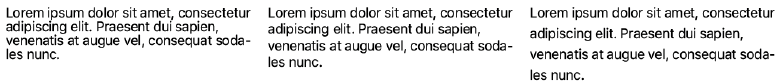 Lorem ipsum dolor sit amet, consectetur
adipiscing elit. Praesent dui sapien,
venenatis at augue vel, consequat soda-
les nunc.
Lorem ipsum dolor sit amet, consectetur
adipiscing elit. Praesent dui sapien,
venenatis at augue vel, consequat soda-
les nunc.
Lorem ipsum dolor sit amet, consectetur
adipiscing elit. Praesent dui sapien,
venenatis at augue vel, consequat soda-
les nunc.